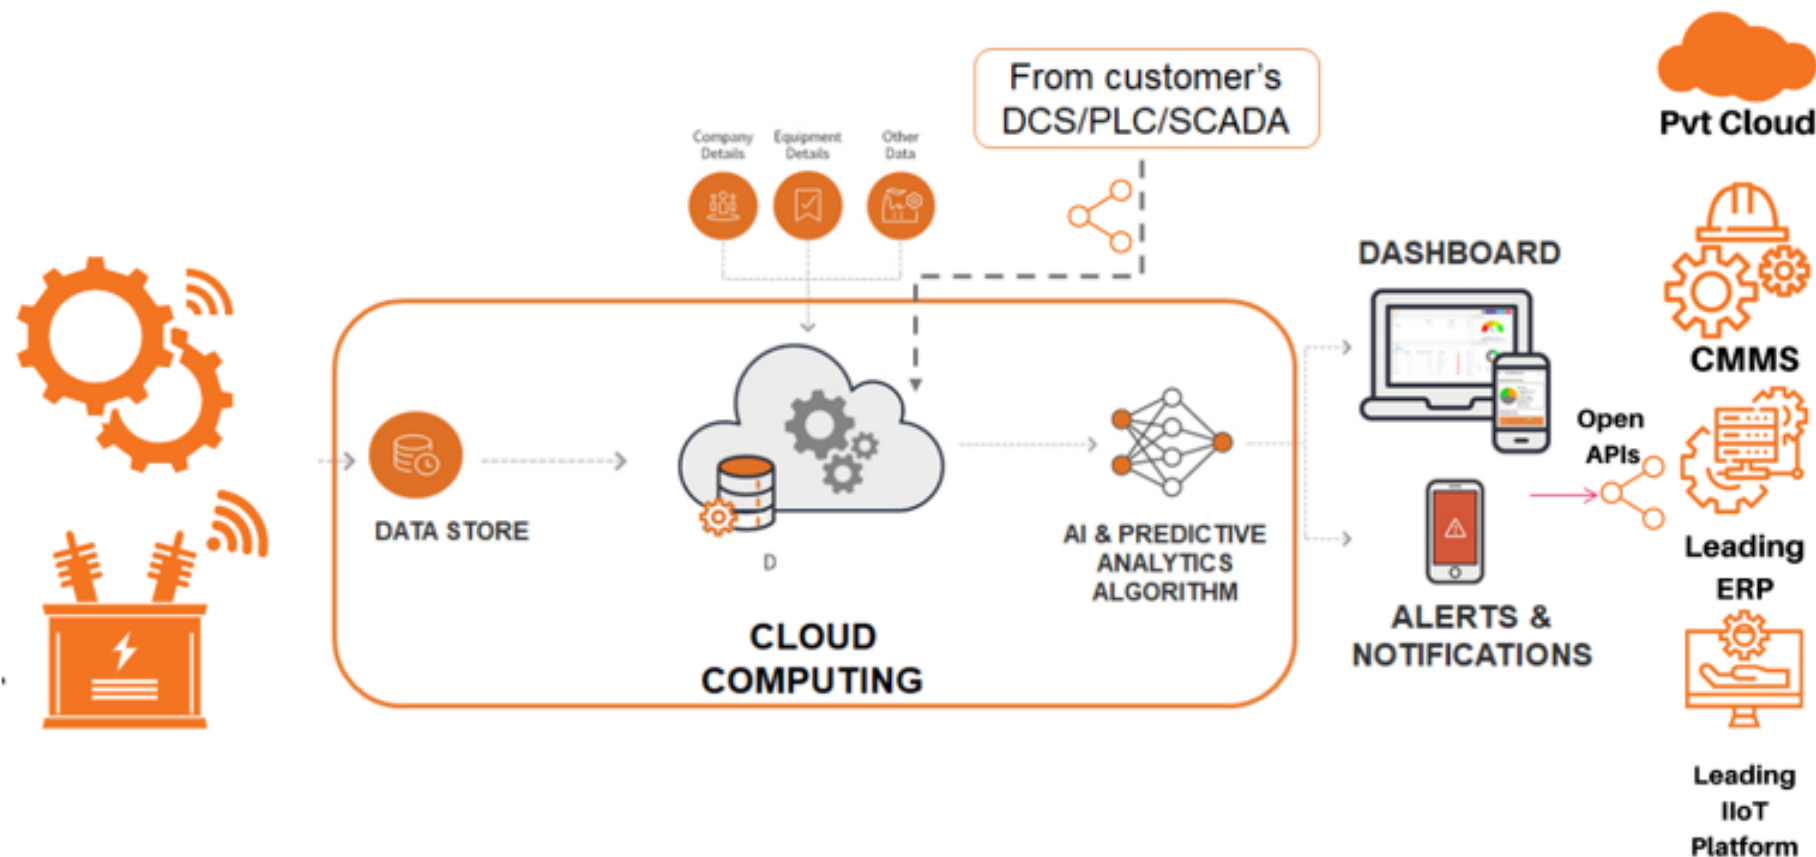 From customer's
DCS/PLC/SCADA
Pvt Cloud
Company
Details
Equipment
Details
Other
Data
DASHBOARD
CMMS
Open
APIs
DATA STORE
D
AI & PREDICTIVE
ANALYTICS
ALGORITHM
Leading
ERP
CLOUD
COMPUTING
ALERTS &
NOTIFICATIONS
Leading
IIoT
Platform